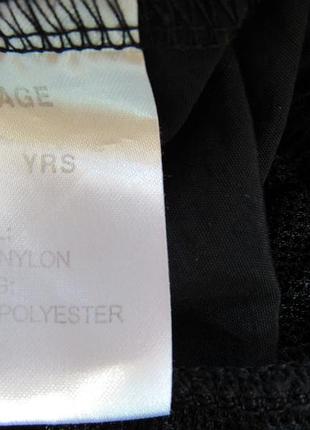 AGE
YRS
L:
NYLON
G:
POLYESTER